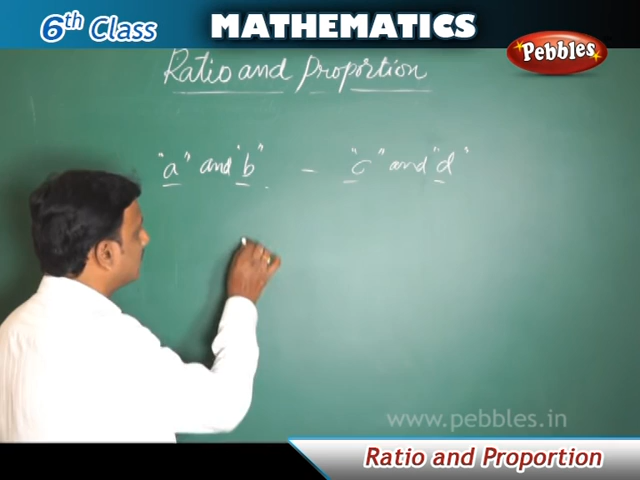 6th Class MATHEMATICS
Pebbles
Ratio and Proportion
"a" and "b" - "c" and "d"
www.pebbles.in
Ratio and Proportion